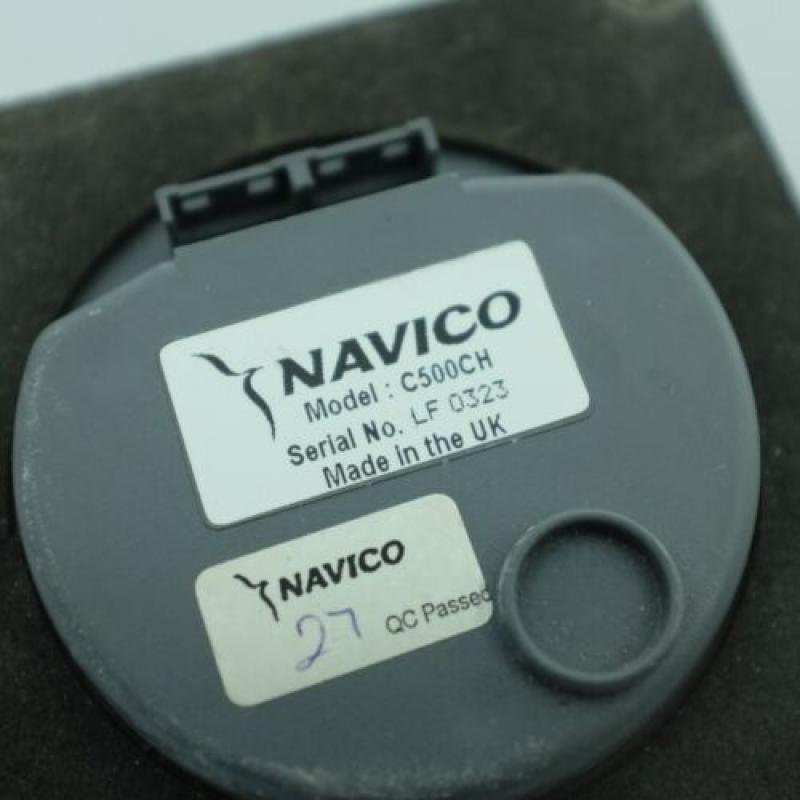 NAVICO
Model : C500CH
Serial No. LF 0323
Made in the UK
NAVICO
27 QC Passed